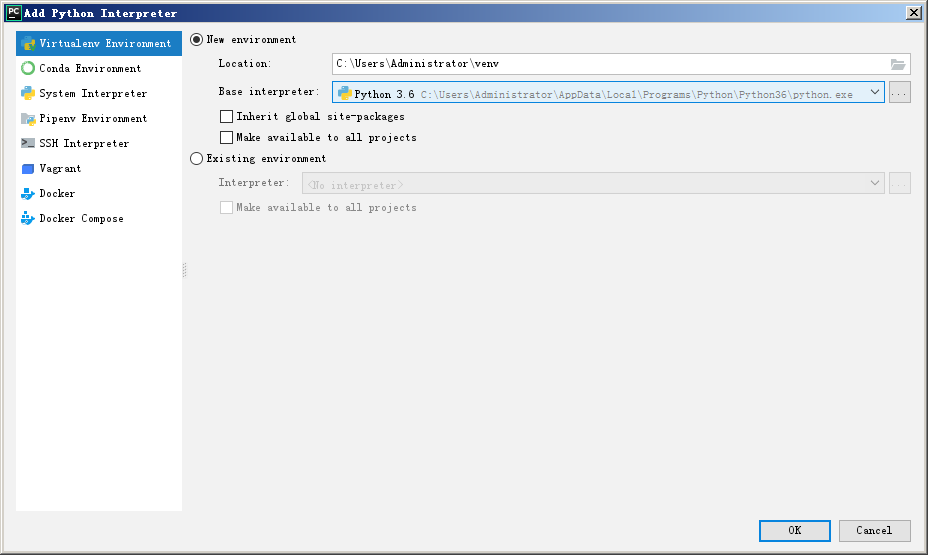 PC Add Python Interpreter
Virtualenv Environment
Conda Environment
System Interpreter
Pipenv Environment
SSH Interpreter
Vagrant
Docker
Docker Compose
New environment
Location: C:\Users\Administrator\venv
Base interpreter: Python 3.6 C:\Users\Administrator\AppData\Local\Programs\Python\Python36\python.exe ...
Inherit global site-packages
Make available to all projects
Existing environment
Interpreter: <No interpreter> ...
Make available to all projects
OK Cancel